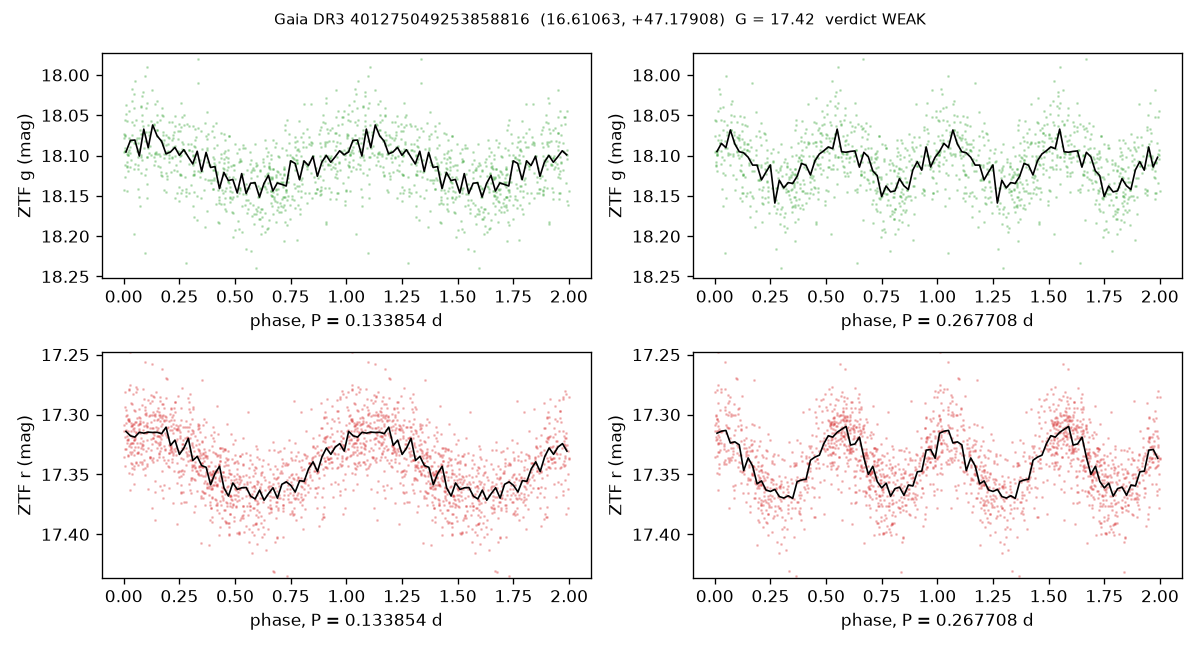 Gaia DR3 401275049253858816 (16.61063, +47.17908) G = 17.42 verdict WEAK
ZTF g (mag)
18.00
18.05
18.10
18.15
18.20
18.25
0.00 0.25 0.50 0.75 1.00 1.25 1.50 1.75 2.00
phase, P = 0.133854 d
ZTF g (mag)
18.00
18.05
18.10
18.15
18.20
18.25
0.00 0.25 0.50 0.75 1.00 1.25 1.50 1.75 2.00
phase, P = 0.267708 d
ZTF r (mag)
17.25
17.30
17.35
17.40
0.00 0.25 0.50 0.75 1.00 1.25 1.50 1.75 2.00
phase, P = 0.133854 d
ZTF r (mag)
17.25
17.30
17.35
17.40
0.00 0.25 0.50 0.75 1.00 1.25 1.50 1.75 2.00
phase, P = 0.267708 d